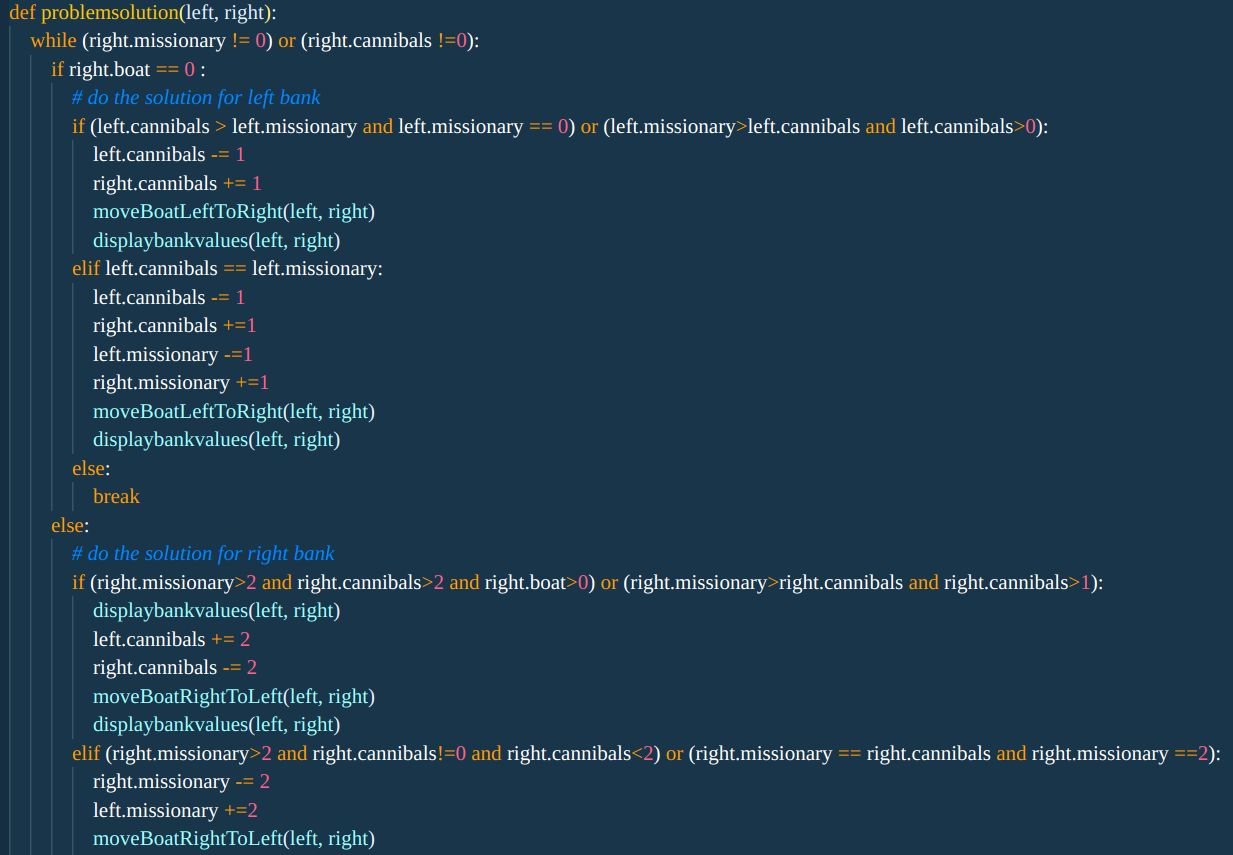 def problemsolution(left, right):
    while (right.missionary != 0) or (right.cannibals !=0):
        if right.boat == 0 :
            # do the solution for left bank
            if (left.cannibals > left.missionary and left.missionary == 0) or (left.missionary>left.cannibals and left.cannibals>0):
                left.cannibals -= 1
                right.cannibals += 1
                moveBoatLeftToRight(left, right)
                displaybankvalues(left, right)
            elif left.cannibals == left.missionary:
                left.cannibals -= 1
                right.cannibals +=1
                left.missionary -=1
                right.missionary +=1
                moveBoatLeftToRight(left, right)
                displaybankvalues(left, right)
            else:
                break
        else:
            # do the solution for right bank
            if (right.missionary>2 and right.cannibals>2 and right.boat>0) or (right.missionary>right.cannibals and right.cannibals>1):
                displaybankvalues(left, right)
                left.cannibals += 2
                right.cannibals -= 2
                moveBoatRightToLeft(left, right)
                displaybankvalues(left, right)
            elif (right.missionary>2 and right.cannibals!=0 and right.cannibals<2) or (right.missionary == right.cannibals and right.missionary ==2):
                right.missionary -= 2
                left.missionary +=2
                moveBoatRightToLeft(left, right)